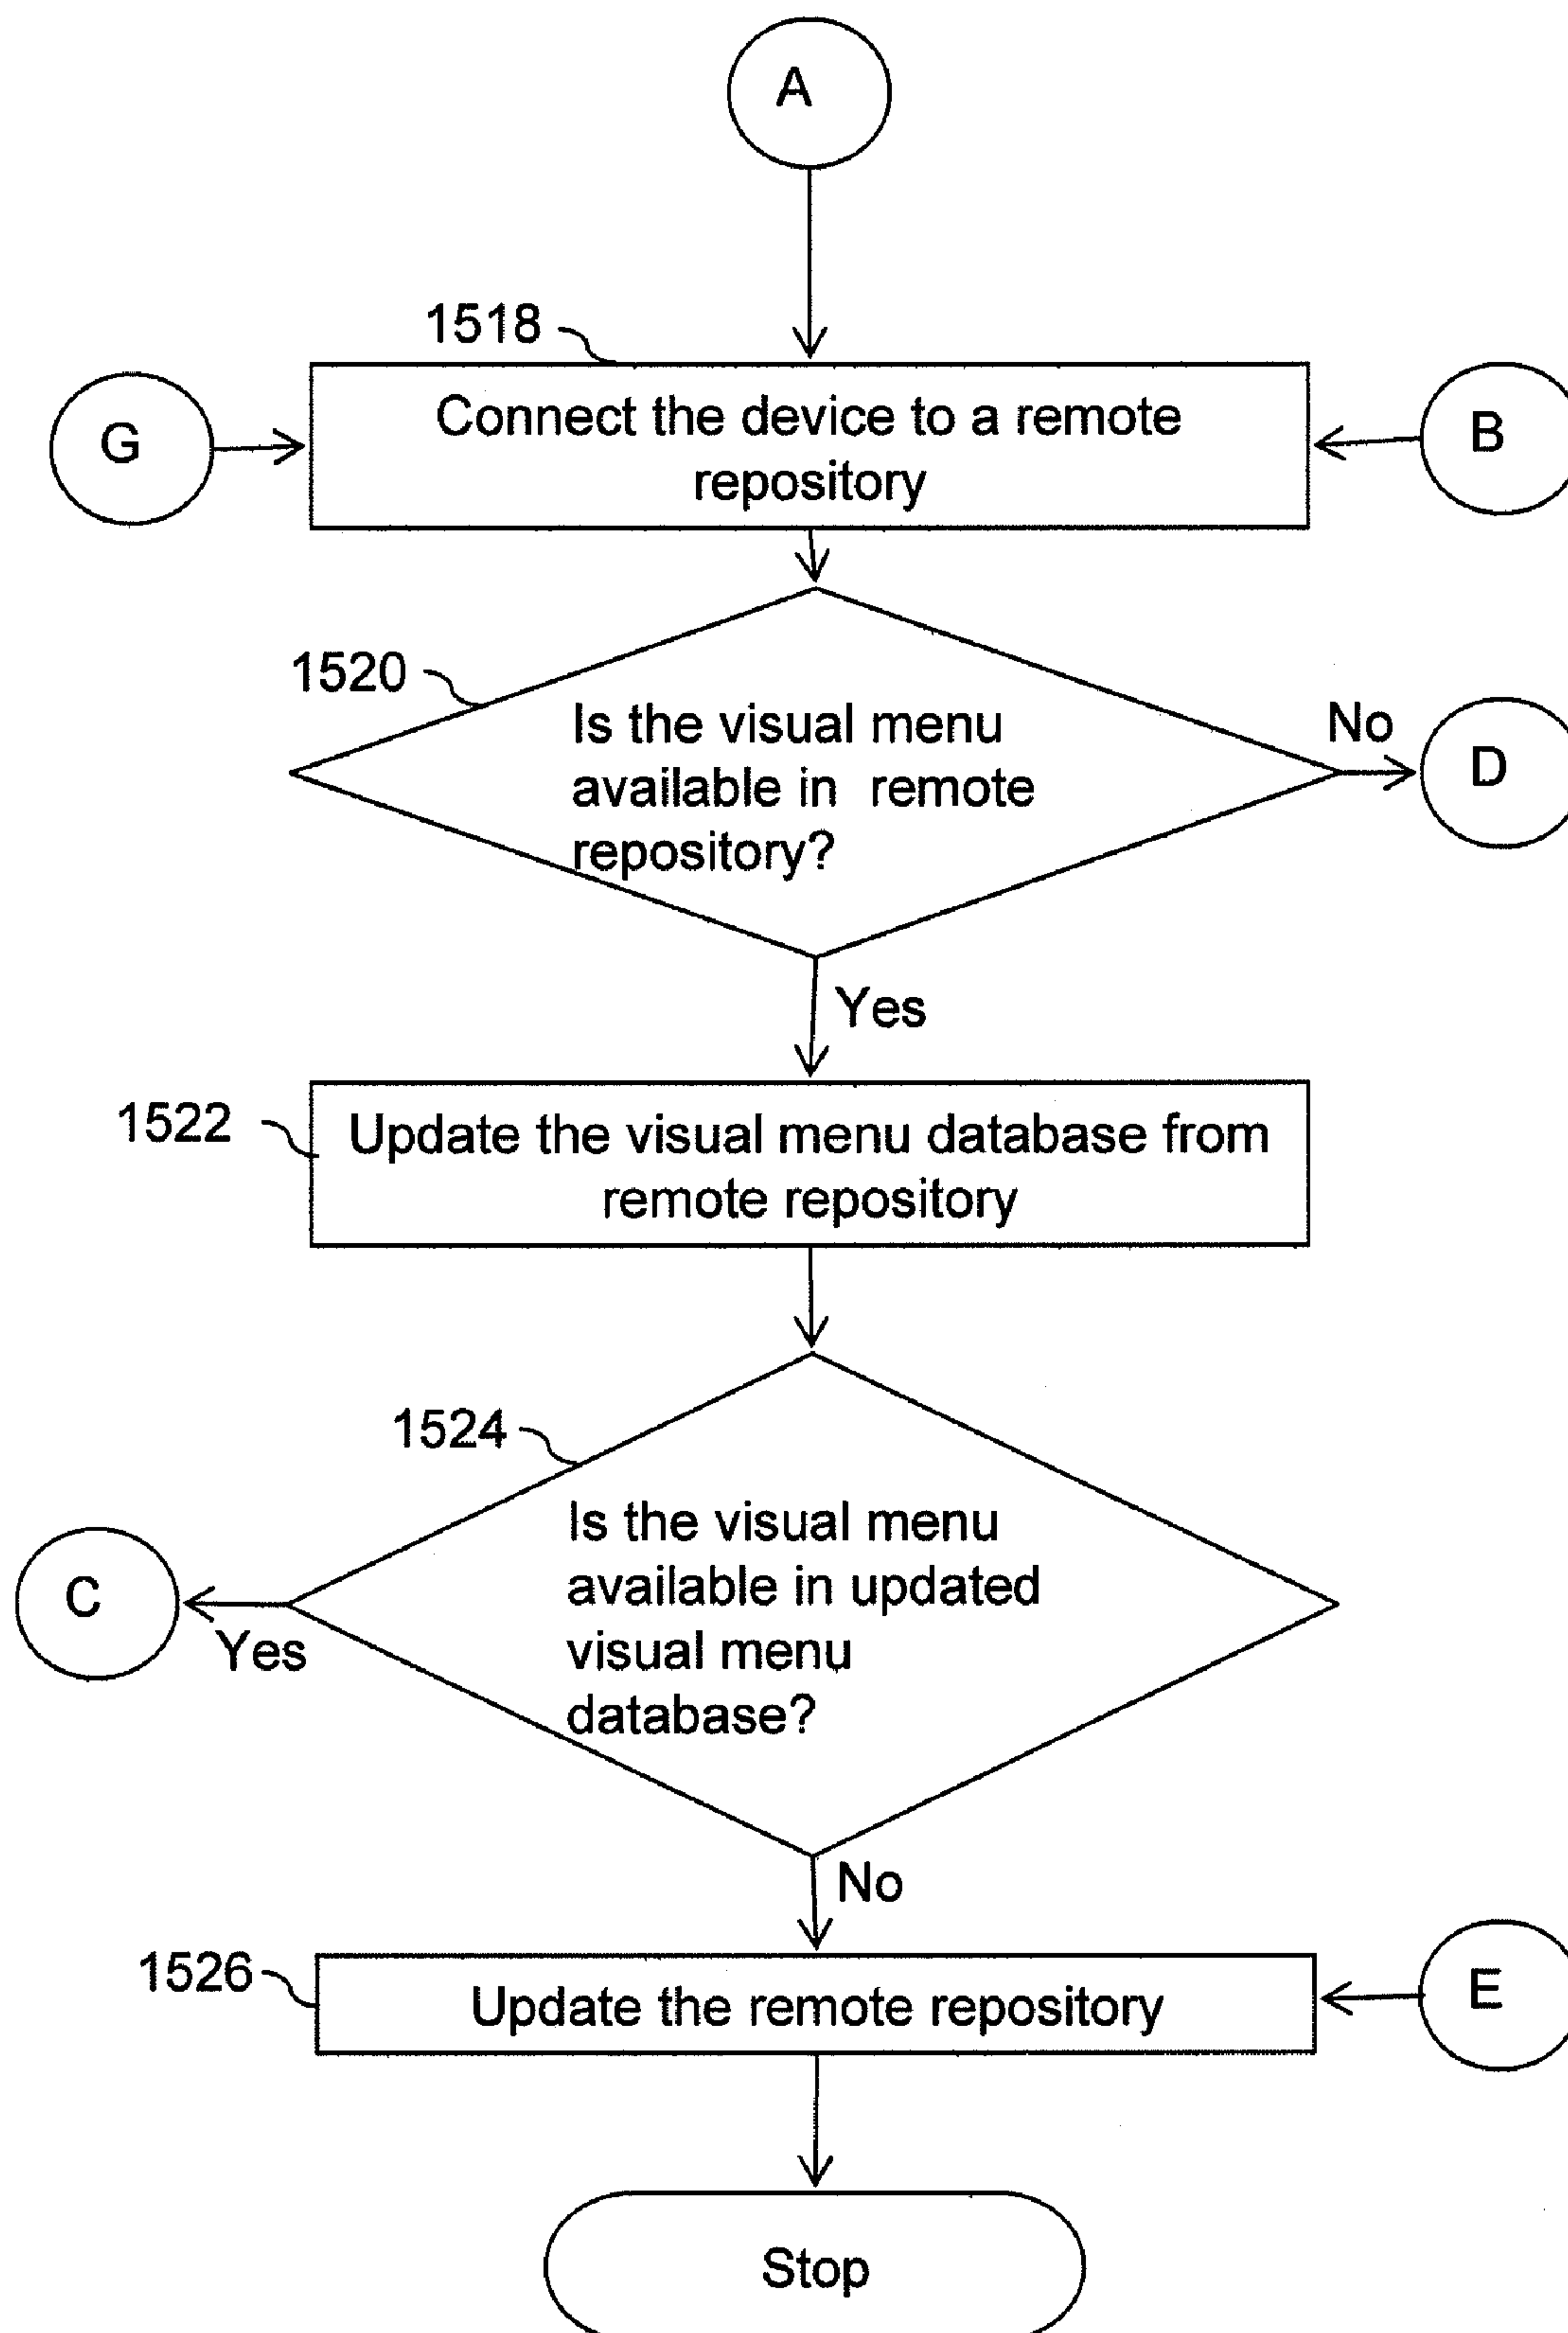 A
1518
G
Connect the device to a remote
repository
B
1520
Is the visual menu
available in remote
repository?
No
D
Yes
1522
Update the visual menu database from
remote repository
1524
Is the visual menu
available in updated
visual menu
database?
C
Yes
No
1526
Update the remote repository
E
Stop